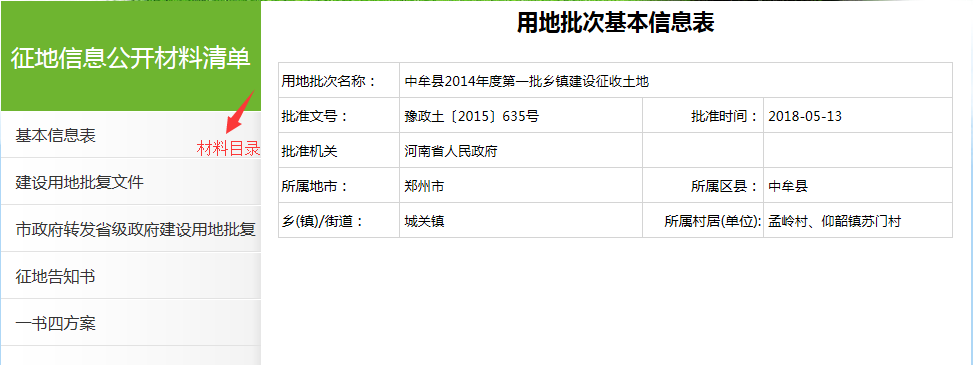 用地批次基本信息表
征地信息公开材料清单
材料目录
基本信息表
建设用地批复文件
市政府转发省级政府建设用地批复
征地告知书
一书四方案
用地批次名称： 中牟县2014年度第一批乡镇建设征收土地
批准文号： 豫政土〔2015〕635号 批准时间： 2018-05-13
批准机关 河南省人民政府
所属地市： 郑州市 所属区县： 中牟县
乡(镇)/街道： 城关镇 所属村居(单位): 孟岭村、仰韶镇苏门村